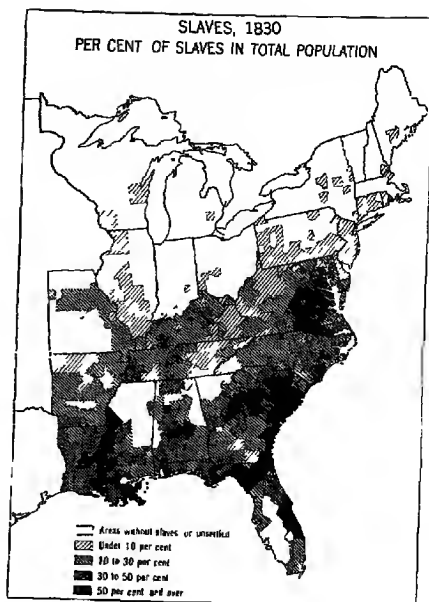 SLAVES, 1830
PER CENT OF SLAVES IN TOTAL POPULATION
Areas without slaves or unsettled
Under 10 per cent
10 to 30 per cent
30 to 50 per cent
50 per cent and over